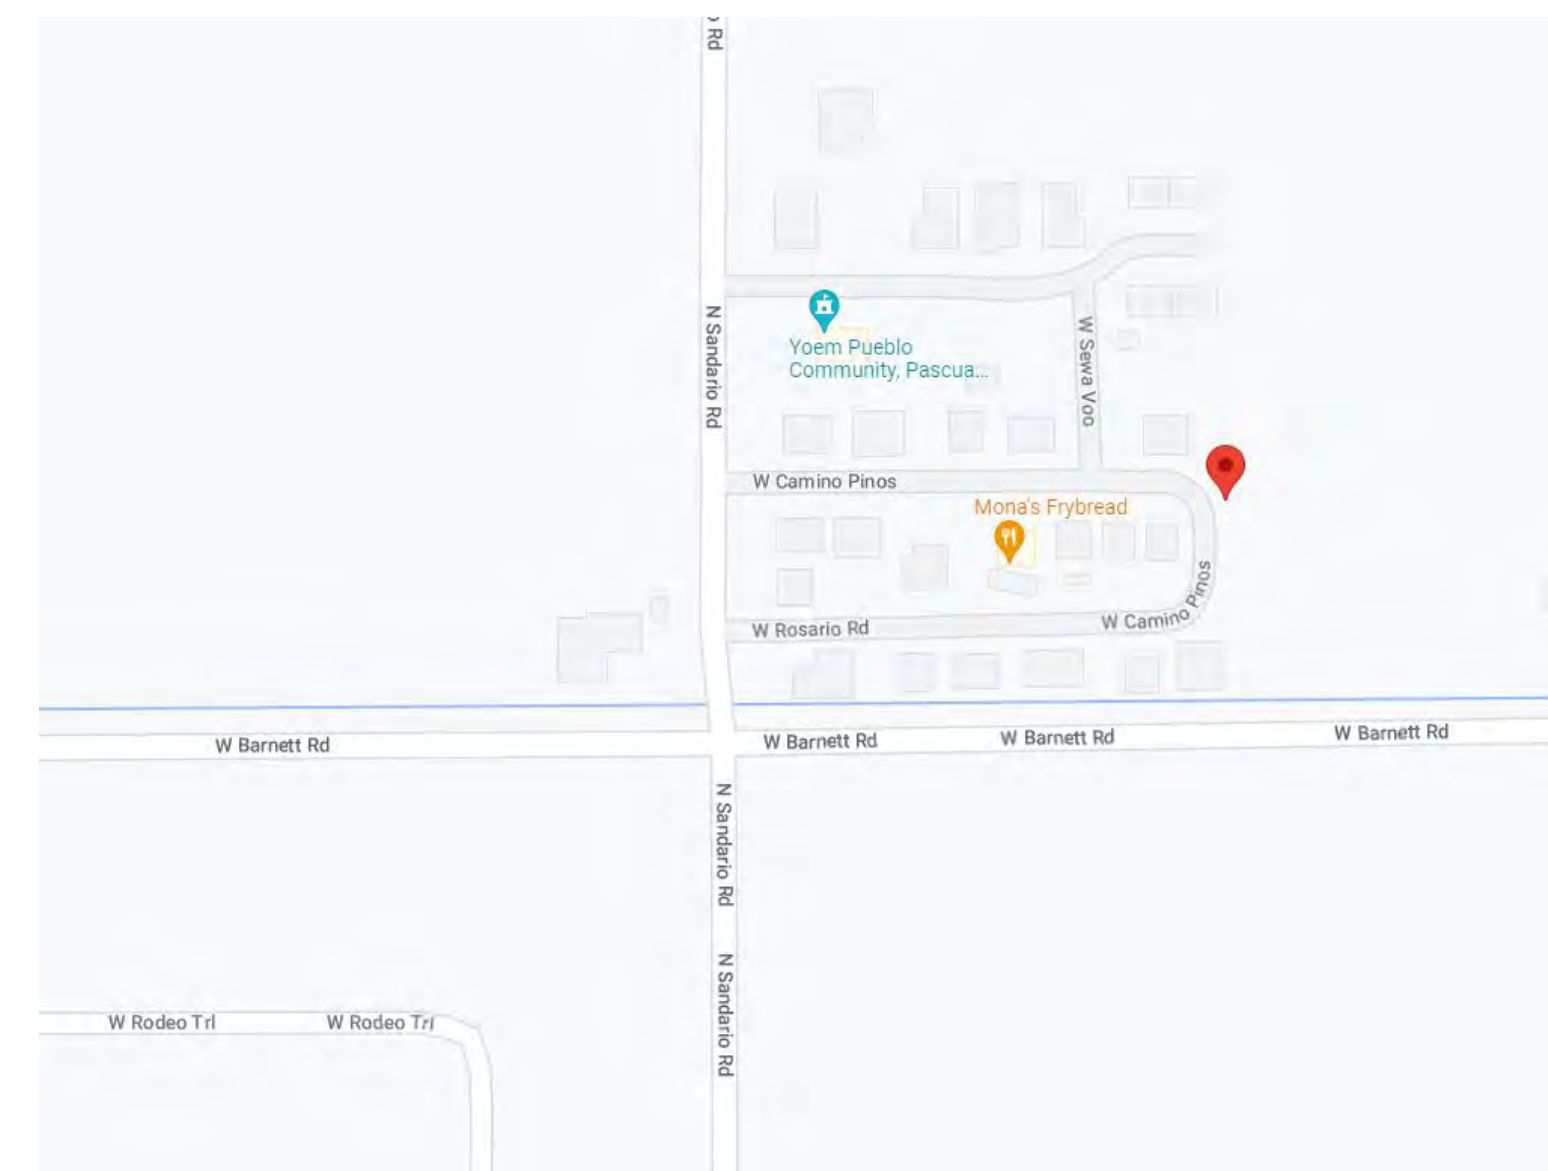 Rd
N Sandario Rd
Yoem Pueblo
Community, Pascua...
W Sewa Voo
W Camino Pinos
Mona's Frybread
W Camino Pinos
W Rosario Rd
W Barnett Rd
W Barnett Rd
W Barnett Rd
W Barnett Rd
N Sandario Rd
N Sandario Rd
W Rodeo Trl
W Rodeo Trl